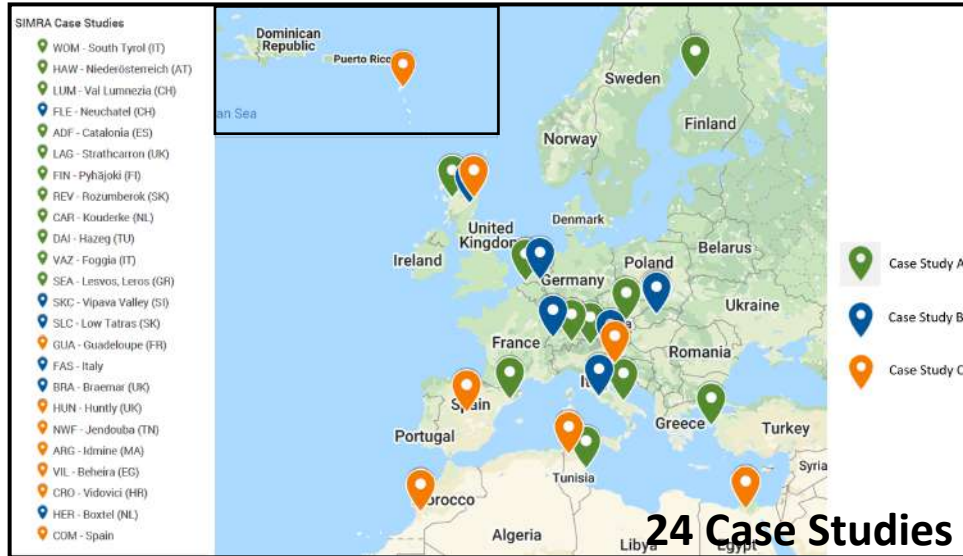 SIMRA Case Studies
WOM - South Tyrol (IT)
HAW - Niederösterreich (AT)
LUM - Val Lumnezia (CH)
FLE - Neuchatel (CH)
ADF - Catalonia (ES)
LAG - Strathcarron (UK)
FIN - Pyhäjoki (FI)
REV - Rozumberok (SK)
CAR - Kouderke (NL)
DAI - Hazeg (TU)
VAZ - Foggia (IT)
SEA - Lesvos, Leros (GR)
SKC - Vipava Valley (SI)
SLC - Low Tatras (SK)
GUA - Guadeloupe (FR)
FAS - Italy
BRA - Braemar (UK)
HUN - Huntly (UK)
NWF - Jendouba (TN)
ARG - Idmine (MA)
VIL - Beheira (EG)
CRO - Vidovici (HR)
HER - Boxtel (NL)
COM - Spain
Dominican
Republic
Puerto Ricc
an Sea
Sweden
Finland
Norway
Denmark
United
Kingdom
Ireland
Belarus
Poland
Germany
Ukraine
France
Romania
It
Spain
Portugal
Greece
Turkey
Syria
Tunisia
orocco
Algeria
Libya
Egypt
24 Case Studies
Case Study A
Case Study B
Case Study C